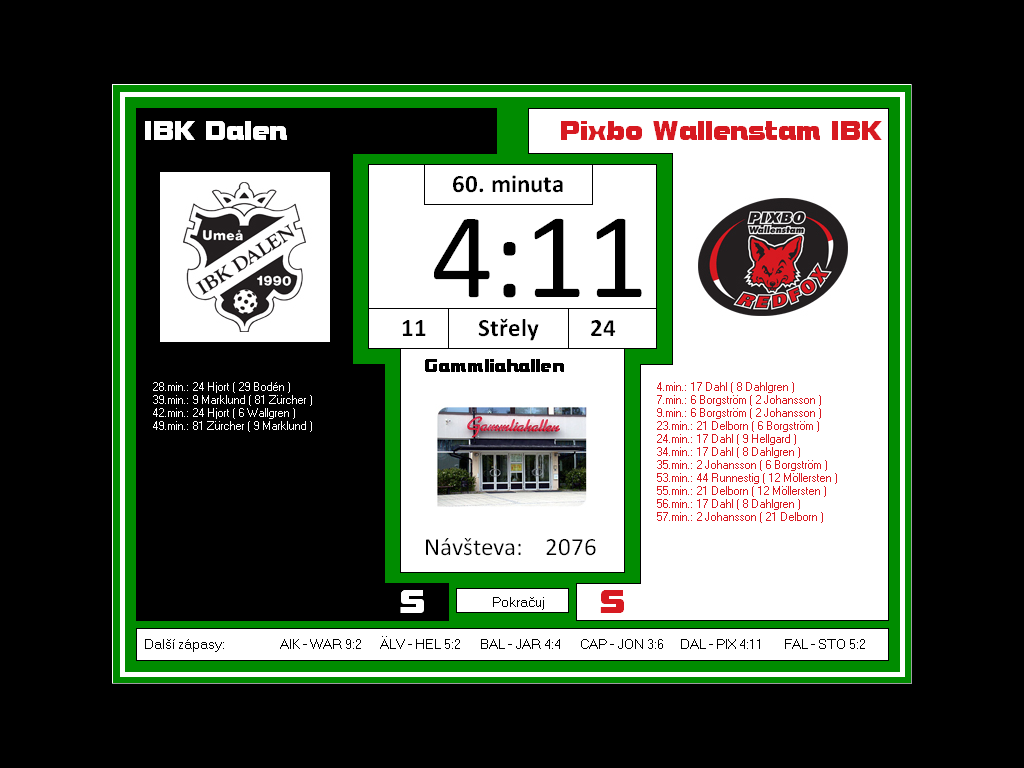 IBK Dalen
Pixbo Wallenstam IBK
60. minuta
4:11
11 Střely 24
Umeå
IBK DALEN
1990
PIXBO
Wallenstam
REDFOX
Gammliahallen
Gammliahallen
Návšteva: 2076
28.min.: 24 Hjort ( 29 Bodén )
39.min.: 9 Marklund ( 81 Zürcher )
42.min.: 24 Hjort ( 6 Wallgren )
49.min.: 81 Zürcher ( 9 Marklund )
4.min.: 17 Dahl ( 8 Dahlgren )
7.min.: 6 Borgström ( 2 Johansson )
9.min.: 6 Borgström ( 2 Johansson )
23.min.: 21 Delborn ( 6 Borgström )
24.min.: 17 Dahl ( 9 Hellgard )
34.min.: 17 Dahl ( 8 Dahlgren )
35.min.: 2 Johansson ( 6 Borgström )
53.min.: 44 Runnestig ( 12 Möllersten )
55.min.: 21 Delborn ( 12 Möllersten )
56.min.: 17 Dahl ( 8 Dahlgren )
57.min.: 2 Johansson ( 21 Delborn )
S Pokračuj S
Další zápasy: AIK - WAR 9:2 ÄLV - HEL 5:2 BAL - JAR 4:4 CAP - JON 3:6 DAL - PIX 4:11 FAL - STO 5:2